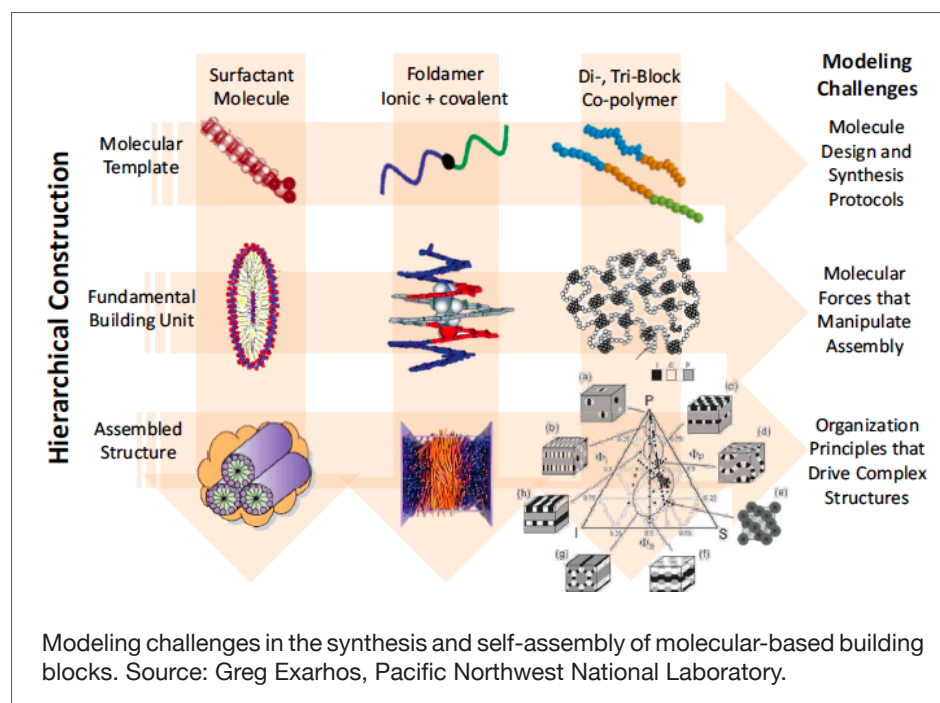 Surfactant
Molecule
Foldamer
Ionic + covalent
Di-, Tri-Block
Co-polymer
Modeling
Challenges
Hierarchical Construction
Molecular
Template
Molecule
Design and
Synthesis
Protocols
Fundamental
Building Unit
Molecular
Forces that
Manipulate
Assembly
Assembled
Structure
I S P
(a)
P
(c)
(b)
(d)
(h)
(e)
I
S
(g)
(f)
Organization
Principles that
Drive Complex
Structures
Modeling challenges in the synthesis and self-assembly of molecular-based building
blocks. Source: Greg Exarhos, Pacific Northwest National Laboratory.